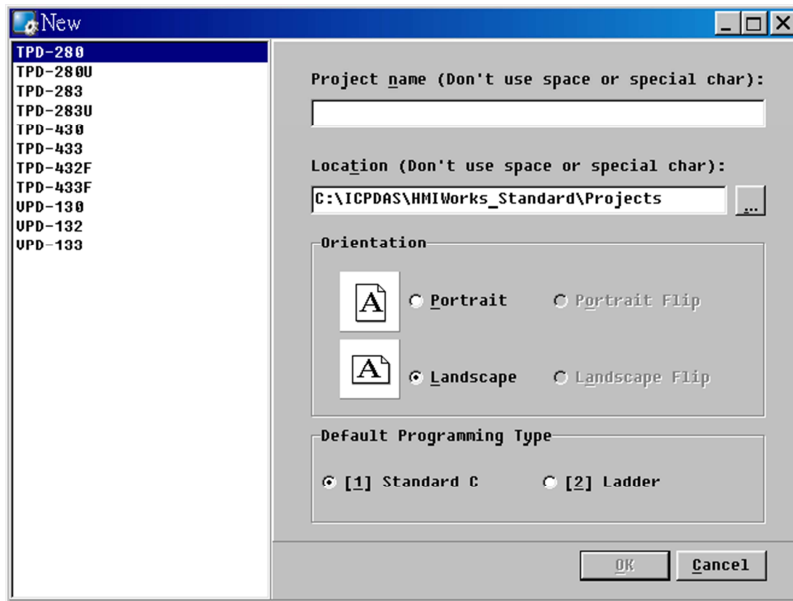 New
TPD-280
TPD-280U
TPD-283
TPD-283U
TPD-430
TPD-433
TPD-432F
TPD-433F
VPD-130
VPD-132
VPD-133
Project name (Don't use space or special char):
Location (Don't use space or special char):
C:\ICPDAS\HMIWorks_Standard\Projects
...
Orientation
A Portrait Portrait Flip
A Landscape Landscape Flip
Default Programming Type
[1] Standard C [2] Ladder
OK Cancel